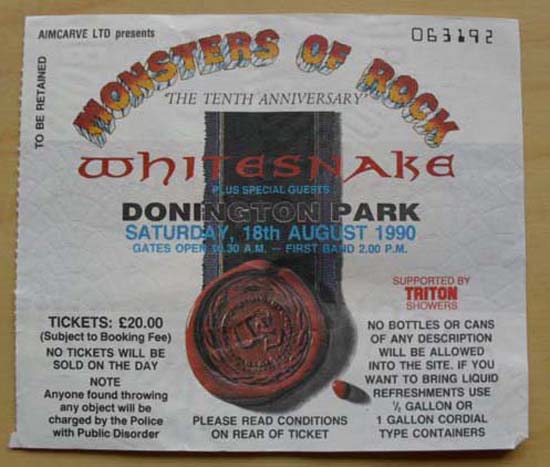 AIMCARVE LTD presents
063192
TO BE RETAINED
MONSTERS OF ROCK
"THE TENTH ANNIVERSARY"
WHITESNAKE
PLUS SPECIAL GUESTS
DONINGTON PARK
SATURDAY, 18th AUGUST 1990
GATES OPEN 10.30 A.M. – FIRST BAND 2.00 P.M.
SUPPORTED BY
TRITON
SHOWERS
TICKETS: £20.00
(Subject to Booking Fee)
NO TICKETS WILL BE
SOLD ON THE DAY
NOTE
Anyone found throwing
any object will be
charged by the Police
with Public Disorder
PLEASE READ CONDITIONS
ON REAR OF TICKET
NO BOTTLES OR CANS
OF ANY DESCRIPTION
WILL BE ALLOWED
INTO THE SITE. IF YOU
WANT TO BRING LIQUID
REFRESHMENTS USE
½ GALLON OR
1 GALLON CORDIAL
TYPE CONTAINERS